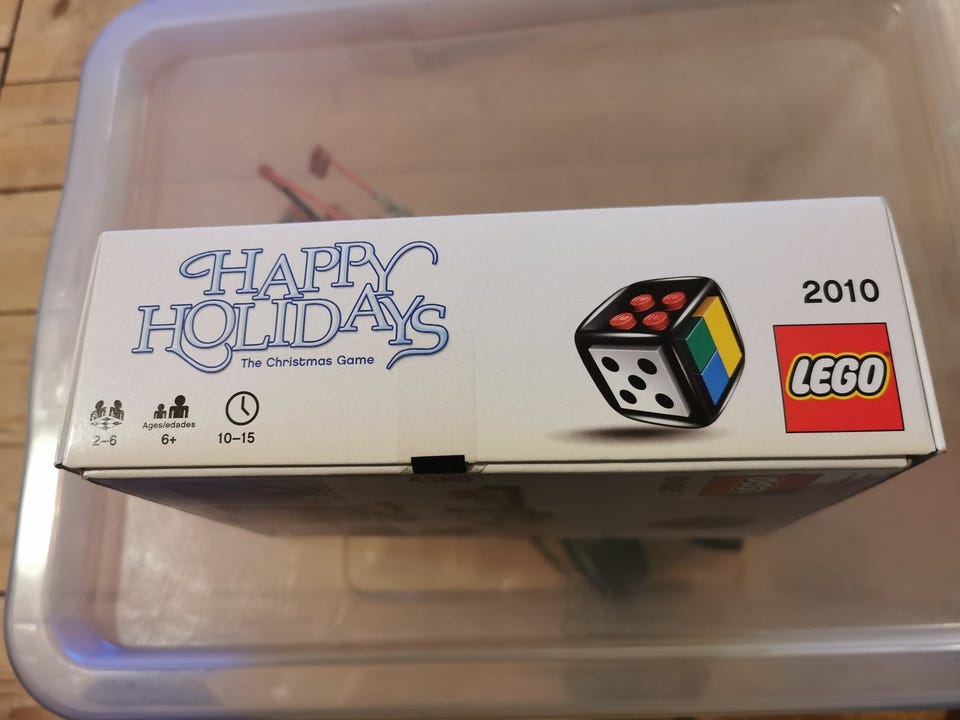 HAPPY
HOLIDAYS
The Christmas Game
2–6
Ages/edades
6+
10–15
2010
LEGO